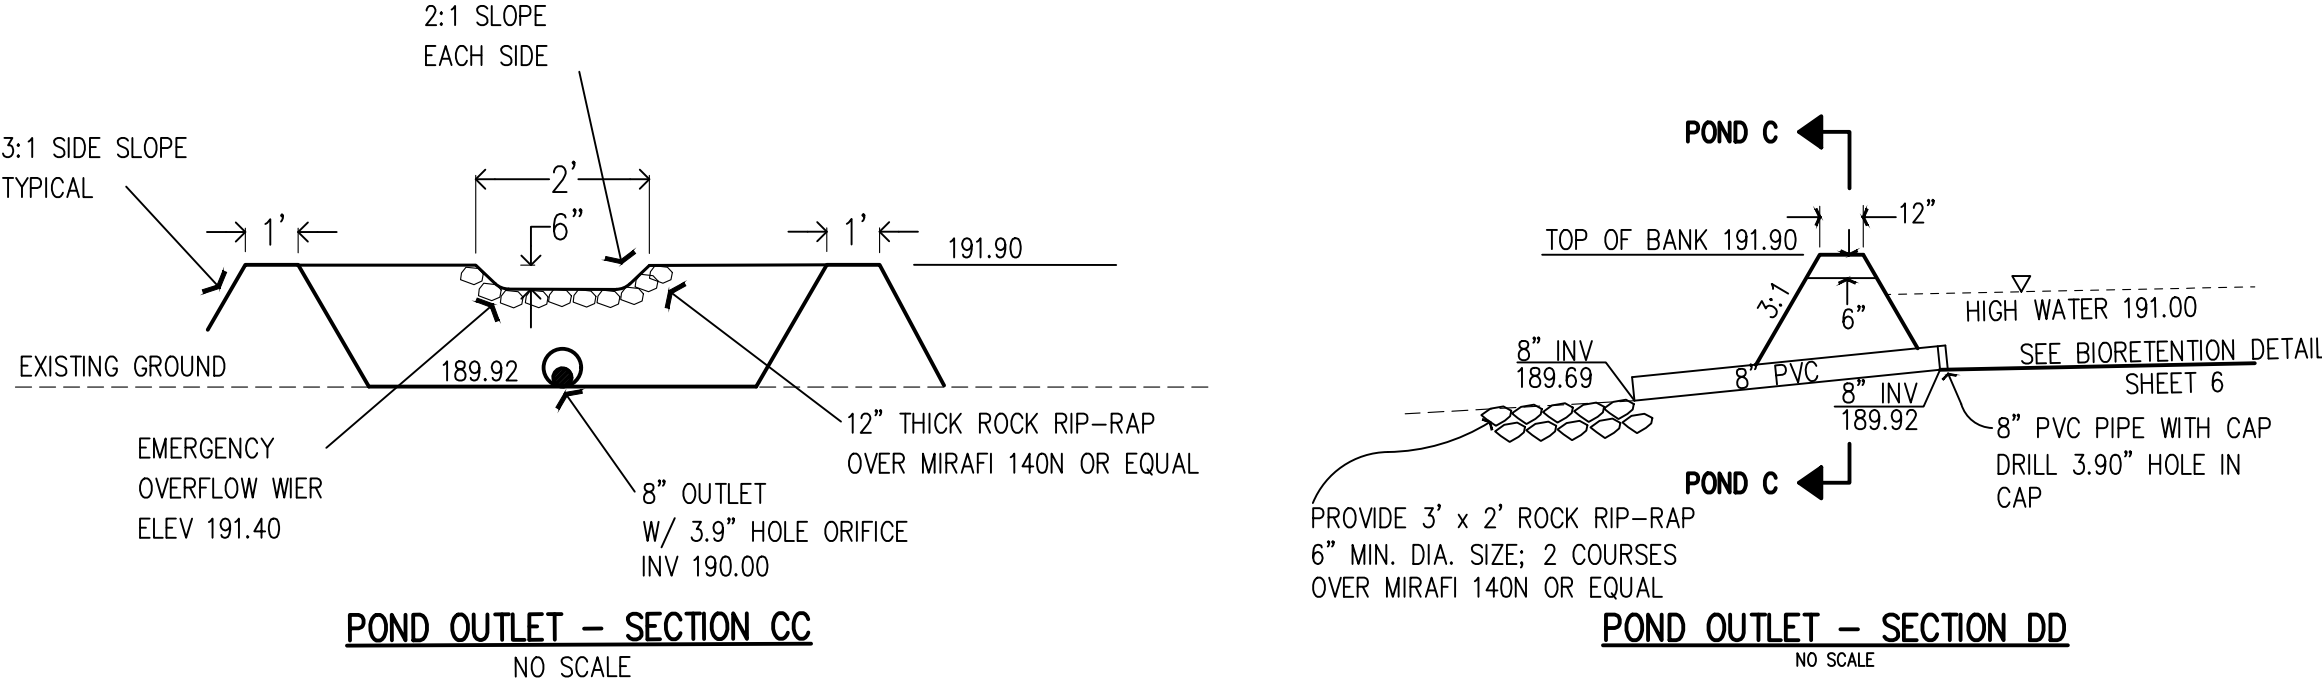 2:1 SLOPE
EACH SIDE
3:1 SIDE SLOPE
TYPICAL
2'
6"
1'
1'
191.90
EXISTING GROUND
189.92
EMERGENCY
OVERFLOW WIER
ELEV 191.40
12" THICK ROCK RIP-RAP
OVER MIRAFI 140N OR EQUAL
8" OUTLET
W/ 3.9" HOLE ORIFICE
INV 190.00
POND OUTLET - SECTION CC
NO SCALE
POND C
12"
TOP OF BANK 191.90
3:1
6"
HIGH WATER 191.00
8" INV
189.69
8" PVC
SEE BIORETENTION DETAIL
SHEET 6
8" INV
189.92
8" PVC PIPE WITH CAP
DRILL 3.90" HOLE IN
CAP
POND C
PROVIDE 3' x 2' ROCK RIP-RAP
6" MIN. DIA. SIZE; 2 COURSES
OVER MIRAFI 140N OR EQUAL
POND OUTLET - SECTION DD
NO SCALE